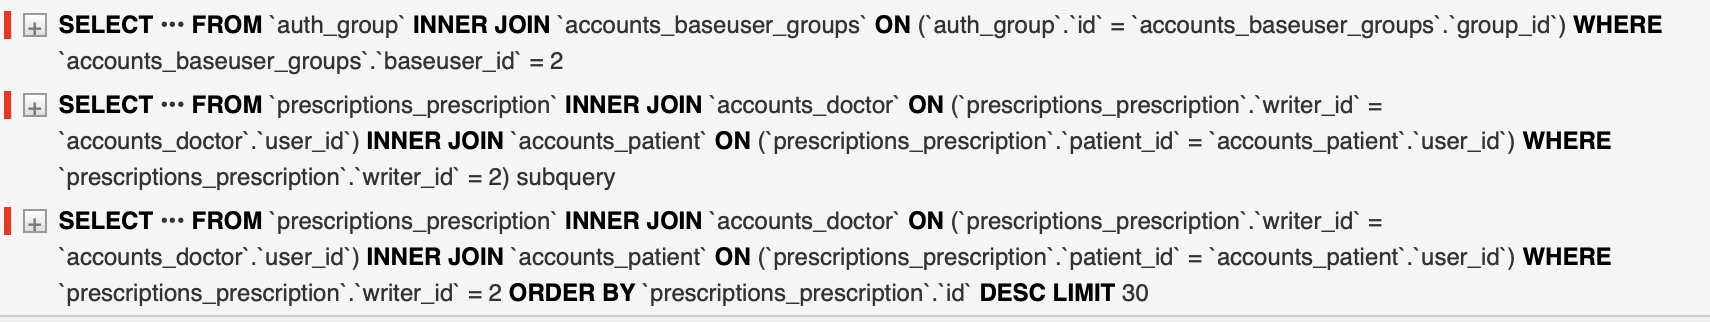 SELECT ••• FROM `auth_group` INNER JOIN `accounts_baseuser_groups` ON (`auth_group`.`id` = `accounts_baseuser_groups`.`group_id`) WHERE
`accounts_baseuser_groups`.`baseuser_id` = 2
SELECT ••• FROM `prescriptions_prescription` INNER JOIN `accounts_doctor` ON (`prescriptions_prescription`.`writer_id` =
`accounts_doctor`.`user_id`) INNER JOIN `accounts_patient` ON (`prescriptions_prescription`.`patient_id` = `accounts_patient`.`user_id`) WHERE
`prescriptions_prescription`.`writer_id` = 2) subquery
SELECT ••• FROM `prescriptions_prescription` INNER JOIN `accounts_doctor` ON (`prescriptions_prescription`.`writer_id` =
`accounts_doctor`.`user_id`) INNER JOIN `accounts_patient` ON (`prescriptions_prescription`.`patient_id` = `accounts_patient`.`user_id`) WHERE
`prescriptions_prescription`.`writer_id` = 2 ORDER BY `prescriptions_prescription`.`id` DESC LIMIT 30